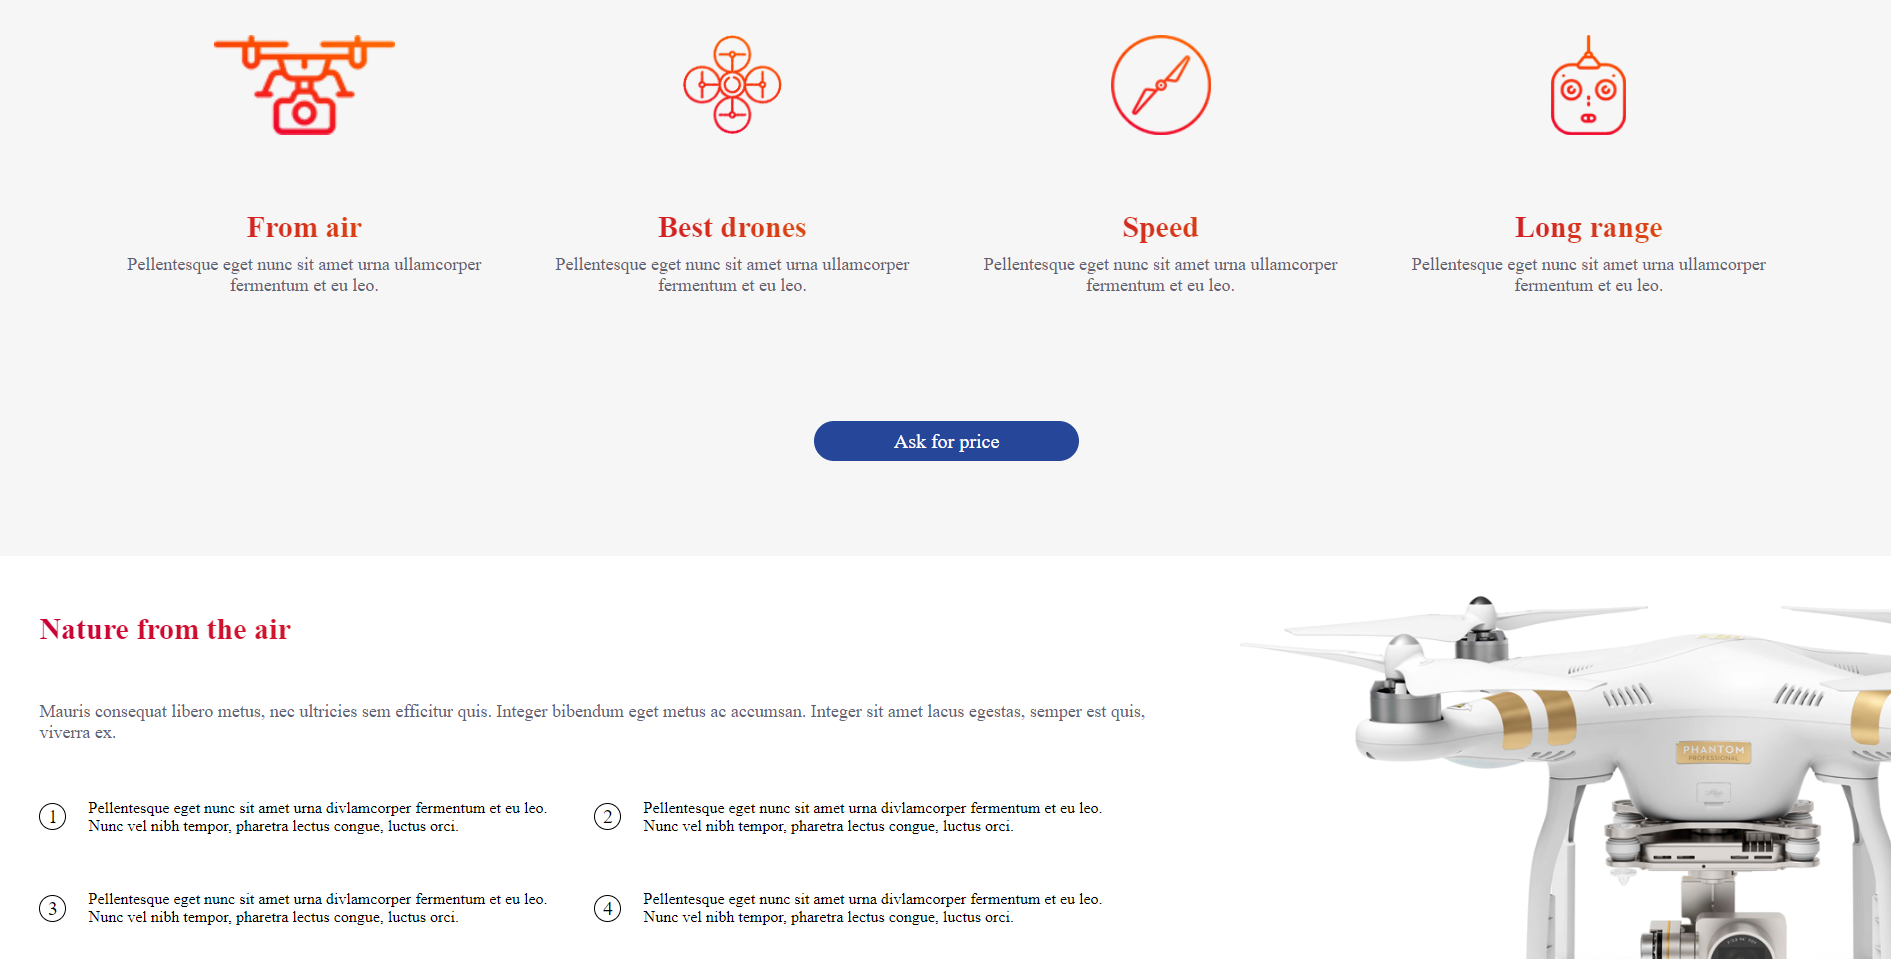 From air
Pellentesque eget nunc sit amet urna ullamcorper
fermentum et eu leo.
Best drones
Pellentesque eget nunc sit amet urna ullamcorper
fermentum et eu leo.
Speed
Pellentesque eget nunc sit amet urna ullamcorper
fermentum et eu leo.
Long range
Pellentesque eget nunc sit amet urna ullamcorper
fermentum et eu leo.
Ask for price
Nature from the air
Mauris consequat libero metus, nec ultricies sem efficitur quis. Integer bibendum eget metus ac accumsan. Integer sit amet lacus egestas, semper est quis,
viverra ex.
1
Pellentesque eget nunc sit amet urna divlamcorper fermentum et eu leo.
Nunc vel nibh tempor, pharetra lectus congue, luctus orci.
2
Pellentesque eget nunc sit amet urna divlamcorper fermentum et eu leo.
Nunc vel nibh tempor, pharetra lectus congue, luctus orci.
3
Pellentesque eget nunc sit amet urna divlamcorper fermentum et eu leo.
Nunc vel nibh tempor, pharetra lectus congue, luctus orci.
4
Pellentesque eget nunc sit amet urna divlamcorper fermentum et eu leo.
Nunc vel nibh tempor, pharetra lectus congue, luctus orci.
PHANTOM
PROFESSIONAL